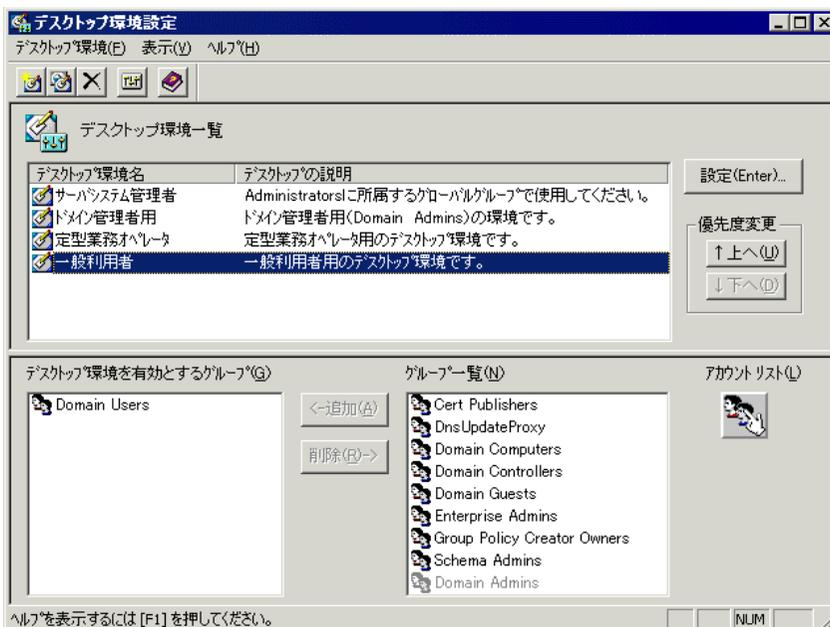 デスクトップ環境設定
デスクトップ環境(E) 表示(V) ヘルプ(H)
デスクトップ環境一覧
デスクトップ環境名 デスクトップの説明
サーバシステム管理者 Administratorsに所属するグローバルグループで使用してください。
ドメイン管理者用 ドメイン管理者用(Domain Admins)の環境です。
定型業務オペレータ 定型業務オペレータ用のデスクトップ環境です。
一般利用者 一般利用者用のデスクトップ環境です。
設定(Enter)...
優先度変更
↑上へ(U)
↓下へ(D)
デスクトップ環境を有効とするグループ(G)
Domain Users
<-追加(A)
削除(R)->
グループ一覧(N)
Cert Publishers
DnsUpdateProxy
Domain Computers
Domain Controllers
Domain Guests
Enterprise Admins
Group Policy Creator Owners
Schema Admins
Domain Admins
アカウント リスト(L)
ヘルプを表示するには [F1] を押してください。
NUM